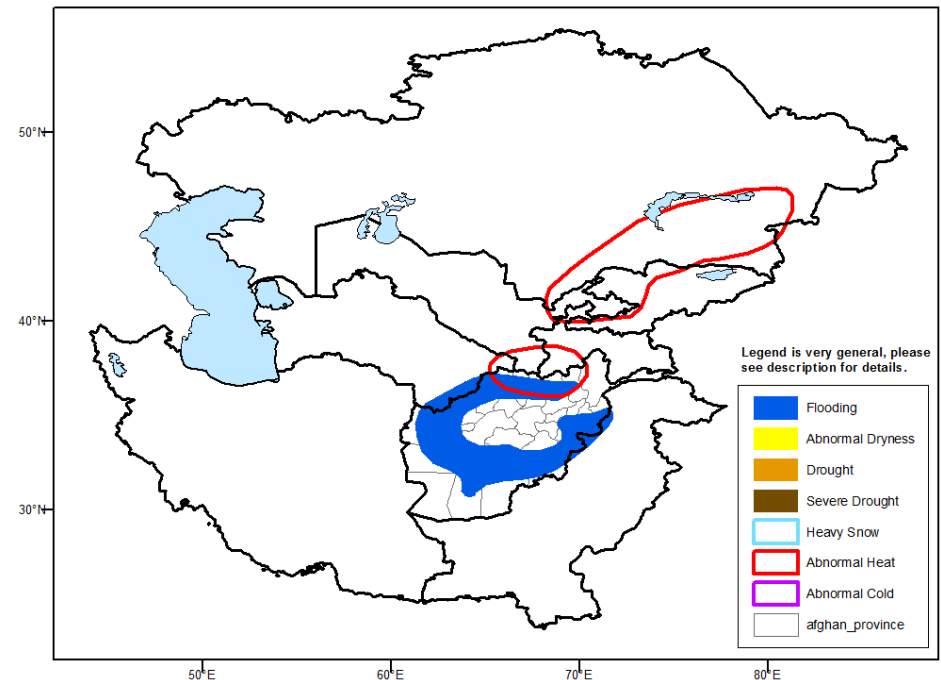 50°N
40°N
30°N
Legend is very general, please
see description for details.
Flooding
Abnormal Dryness
Drought
Severe Drought
Heavy Snow
Abnormal Heat
Abnormal Cold
afghan_province
50°E
60°E
70°E
80°E